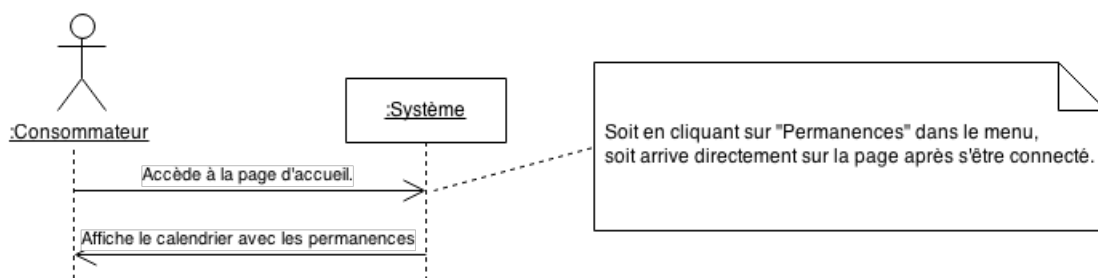 :Consommateur
:Système
Soit en cliquant sur "Permanences" dans le menu,
soit arrive directement sur la page après s'être connecté.
Accède à la page d'accueil.
Affiche le calendrier avec les permanences